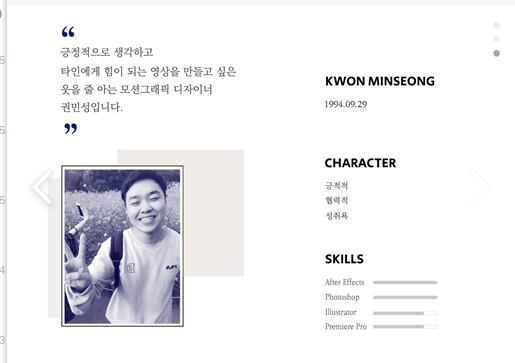 “
긍정적으로 생각하고
타인에게 힘이 되는 영상을 만들고 싶은
웃을 줄 아는 모션그래픽 디자이너
권민성입니다.
”
KWON MINSEONG
1994.09.29
CHARACTER
긍적적
협력적
성취욕
SKILLS
After Effects
Photoshop
Illustrator
Premiere Pro